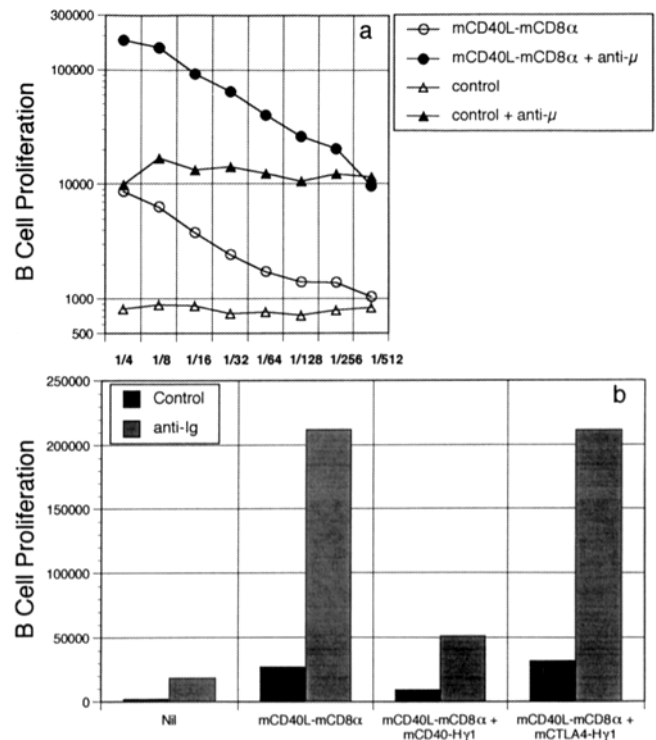 a
300000
100000
10000
1000
500
B Cell Proliferation
1/4 1/8 1/16 1/32 1/64 1/128 1/256 1/512
mCD40L-mCD8α
mCD40L-mCD8α + anti-μ
control
control + anti-μ
b
250000
200000
150000
100000
50000
0
B Cell Proliferation
Control
anti-Ig
Nil
mCD40L-mCD8α
mCD40L-mCD8α +
mCD40-Hγ1
mCD40L-mCD8α +
mCTLA4-Hγ1